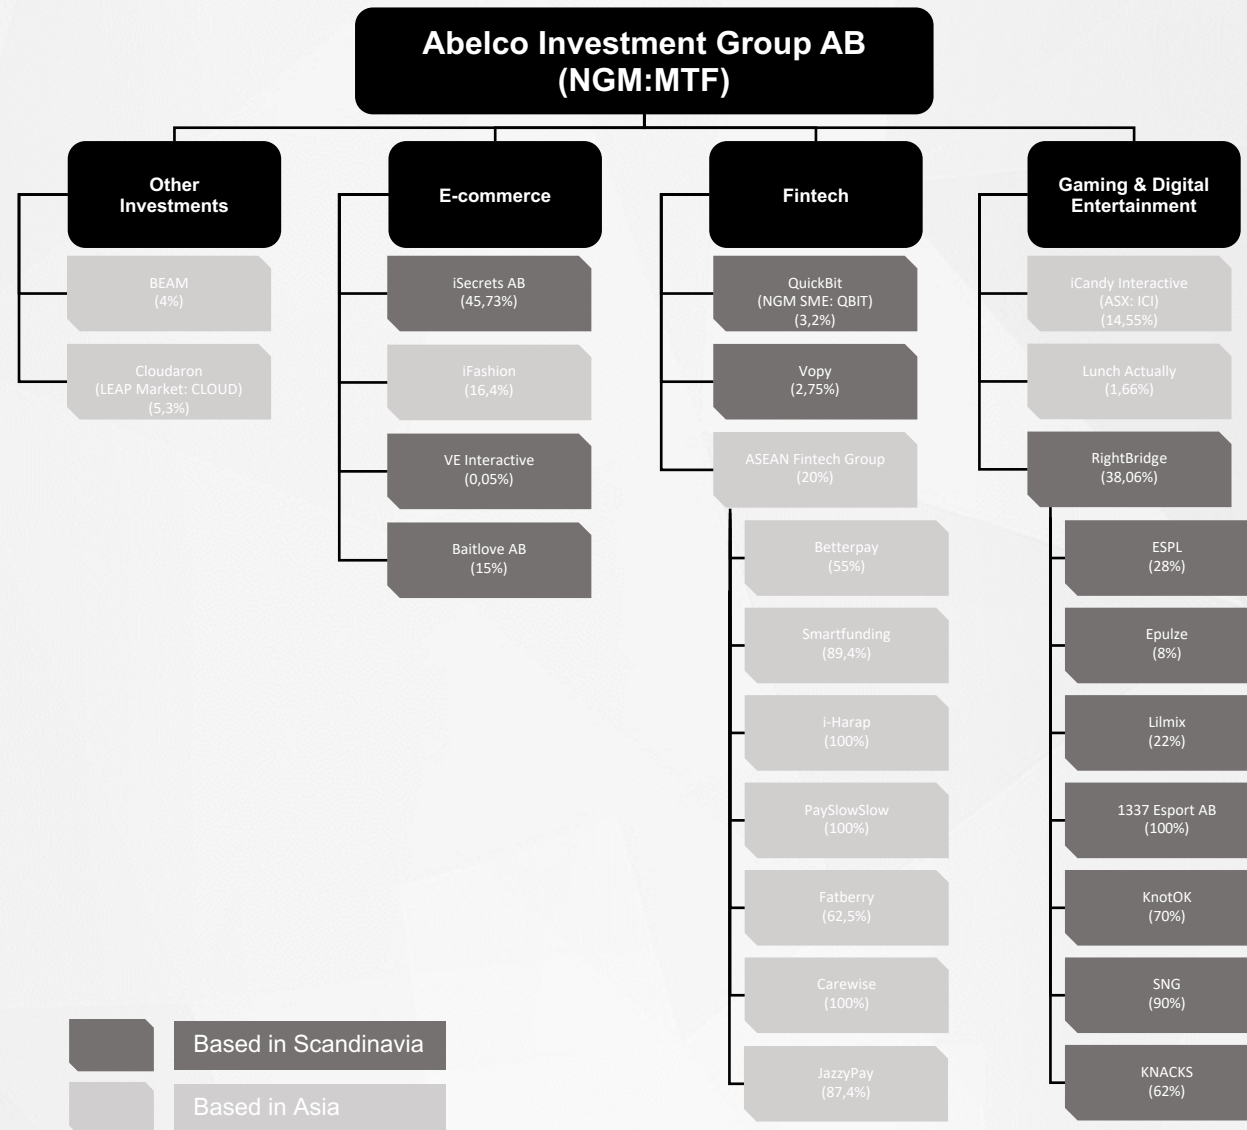 Abelco Investment Group AB
(NGM:MTF)
Other
Investments
BEAM
(4%)
Cloudaron
(LEAP Market: CLOUD)
(5,3%)
E-commerce
iSecrets AB
(45,73%)
iFashion
(16,4%)
VE Interactive
(0,05%)
Baitlove AB
(15%)
Fintech
QuickBit
(NGM SME: QBIT)
(3,2%)
Vopy
(2,75%)
ASEAN Fintech Group
(20%)
Betterpay
(55%)
Smartfunding
(89,4%)
i-Harap
(100%)
PaySlowSlow
(100%)
Fatberry
(62,5%)
Carewise
(100%)
JazzyPay
(87,4%)
Gaming & Digital
Entertainment
iCandy Interactive
(ASX: ICI)
(14,55%)
Lunch Actually
(1,66%)
RightBridge
(38,06%)
ESPL
(28%)
Epulze
(8%)
Lilmix
(22%)
1337 Esport AB
(100%)
KnotOK
(70%)
SNG
(90%)
KNACKS
(62%)
Based in Scandinavia
Based in Asia